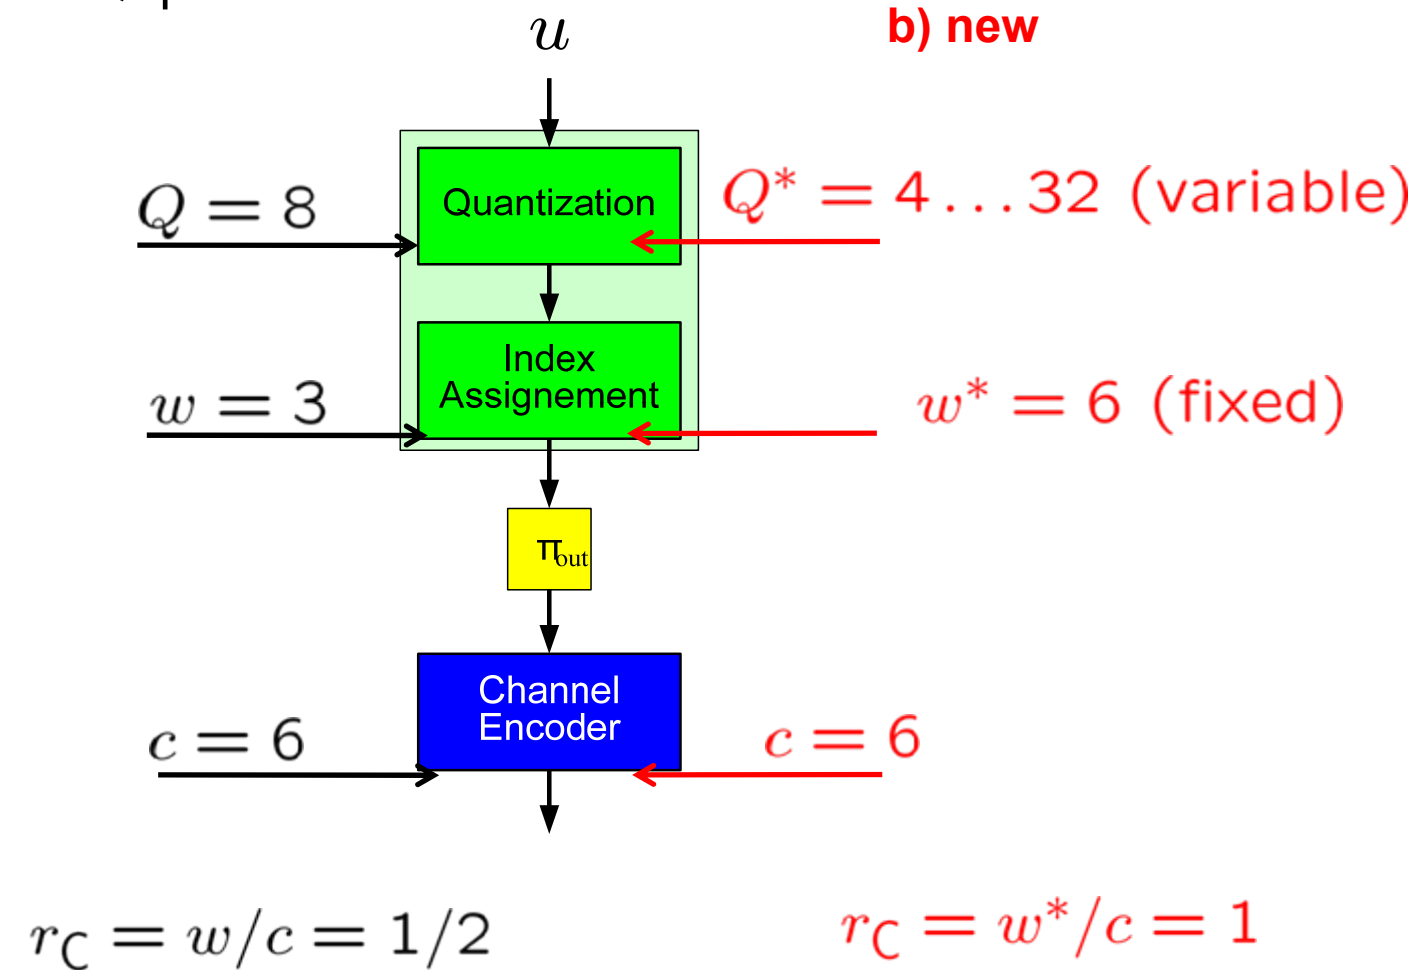 u
b) new
Quantization
Q = 8
Q* = 4...32 (variable)
Index
Assignement
w = 3
w* = 6 (fixed)
πout
Channel
Encoder
c = 6
c = 6
rC = w/c = 1/2
rC = w*/c = 1